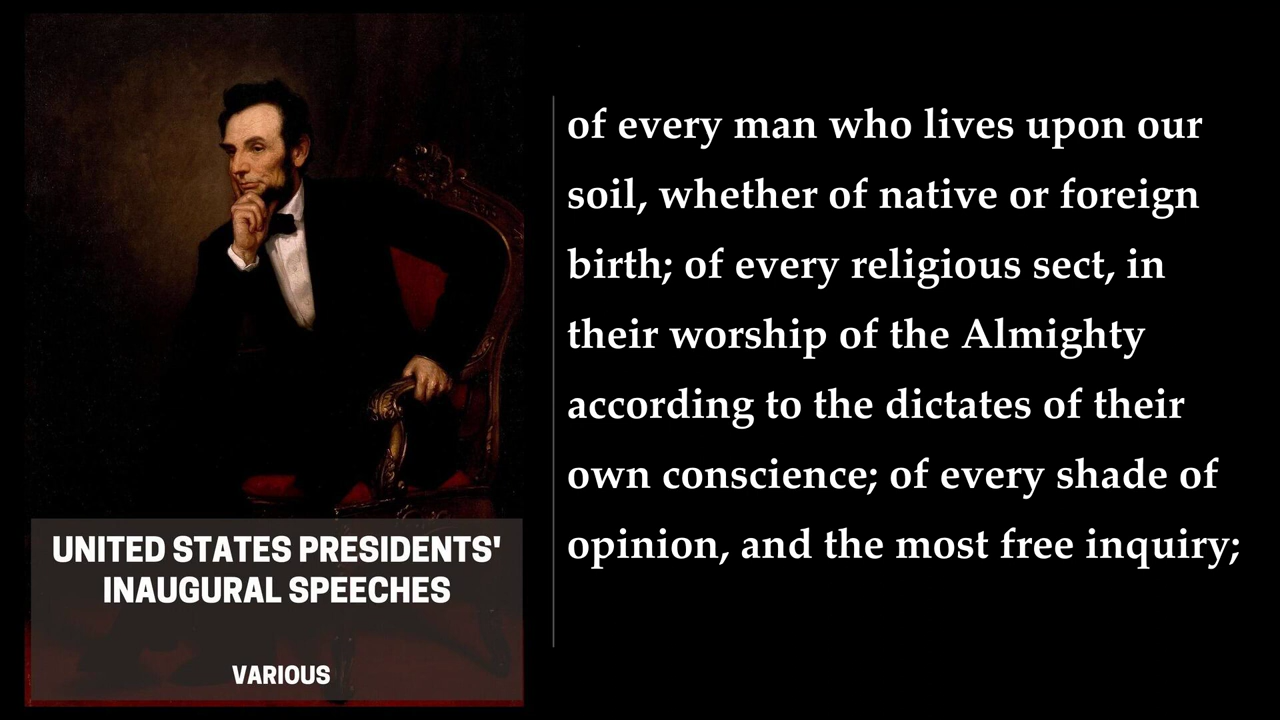 of every man who lives upon our
soil, whether of native or foreign
birth; of every religious sect, in
their worship of the Almighty
according to the dictates of their
own conscience; of every shade of
opinion, and the most free inquiry;
UNITED STATES PRESIDENTS'
INAUGURAL SPEECHES
VARIOUS